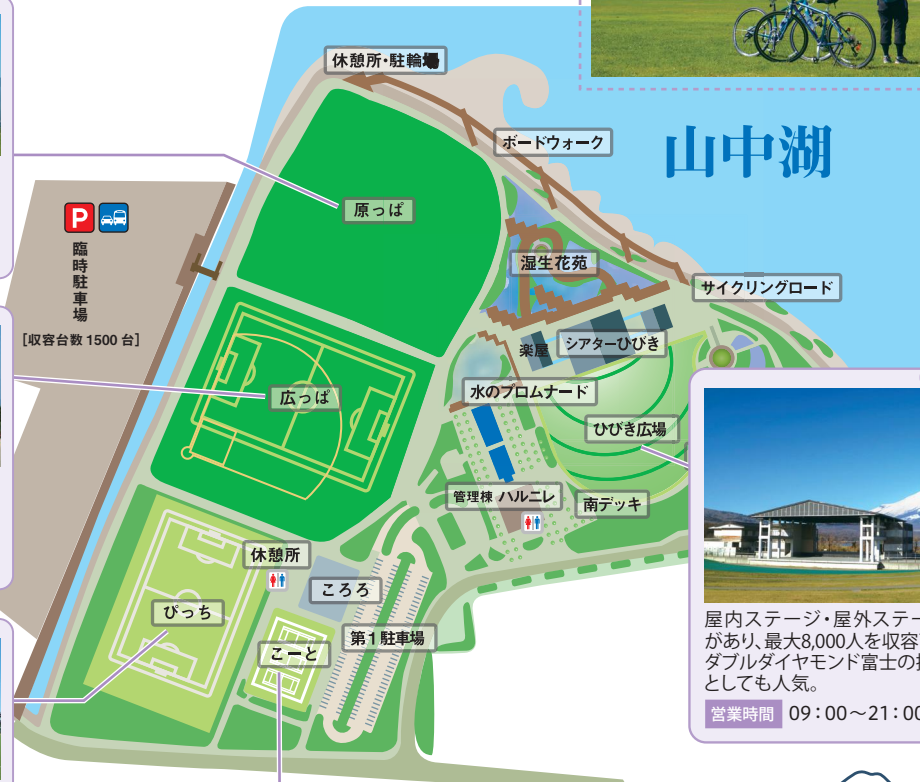 休憩所・駐輪場
ボードウォーク
山中湖
原っぱ
P
臨時駐車場
[収容台数1500台]
湿生花苑
サイクリングロード
楽屋
シアターひびき
水のプロムナード
広っぱ
ひびき広場
管理棟 ハルニレ
南デッキ
休憩所
ころろ
ぴっち
第1駐車場
こーと
屋内ステージ・屋外ステー
があり、最大8,000人を収容
ダブルダイヤモンド富士の
としても人気。
営業時間 09：00〜21：00